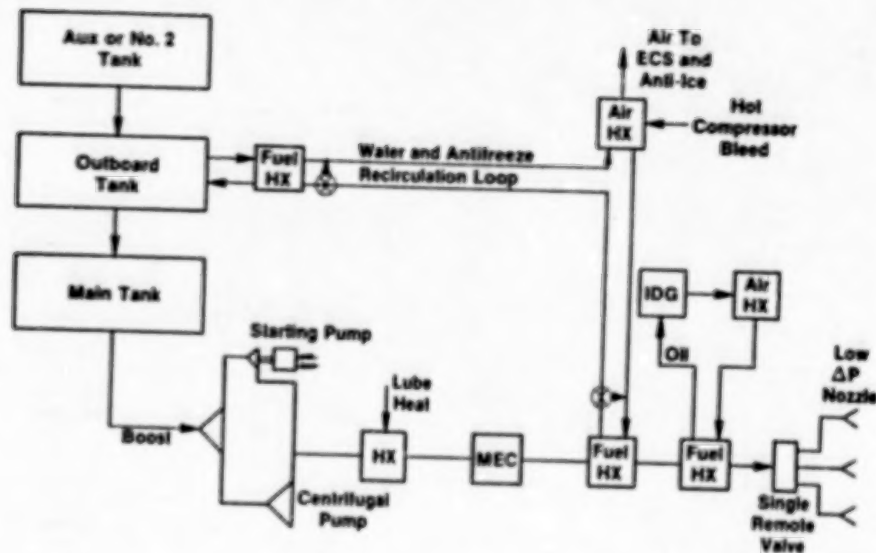 Aux or No. 2
Tank
Air To
ECS and
Anti-Ice
Air
HX
Hot
Compressor
Bleed
Outboard
Tank
Fuel
HX
Water and Antifreeze
Recirculation Loop
Main Tank
IDG
Air
HX
Starting Pump
Oil
Low
ΔP
Nozzle
Lube
Heat
Boost
HX
MEC
Fuel
HX
Fuel
HX
Centrifugal
Pump
Single
Remote
Valve